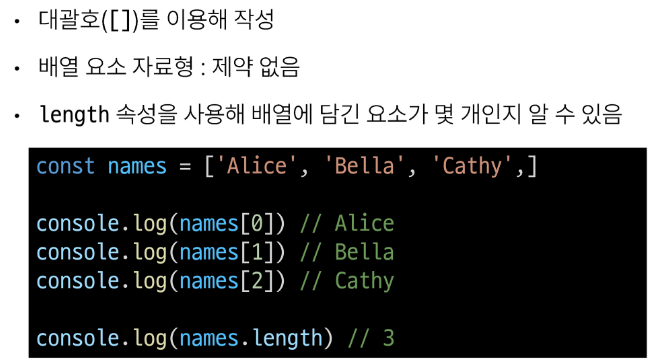 • 대괄호([])를 이용해 작성
• 배열 요소 자료형 : 제약 없음
• length 속성을 사용해 배열에 담긴 요소가 몇 개인지 알 수 있음
const names = ['Alice', 'Bella', 'Cathy',]
console.log(names[0]) // Alice
console.log(names[1]) // Bella
console.log(names[2]) // Cathy
console.log(names.length) // 3